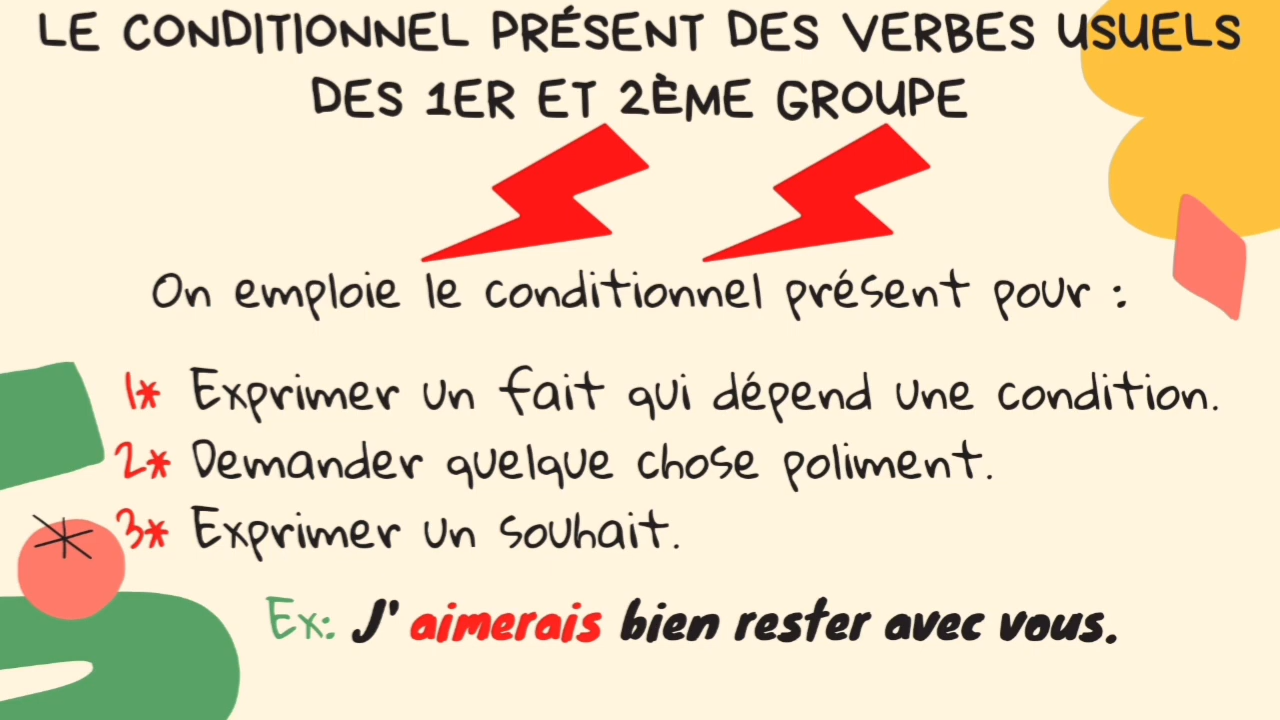 LE CONDITIONNEL PRÉSENT DES VERBES USUELS
DES 1ER ET 2ÈME GROUPE
On emploie le conditionnel présent pour :
1* Exprimer un fait qui dépend une condition.
2* Demander quelque chose poliment.
3* Exprimer un souhait.
Ex: J' aimerais bien rester avec vous.